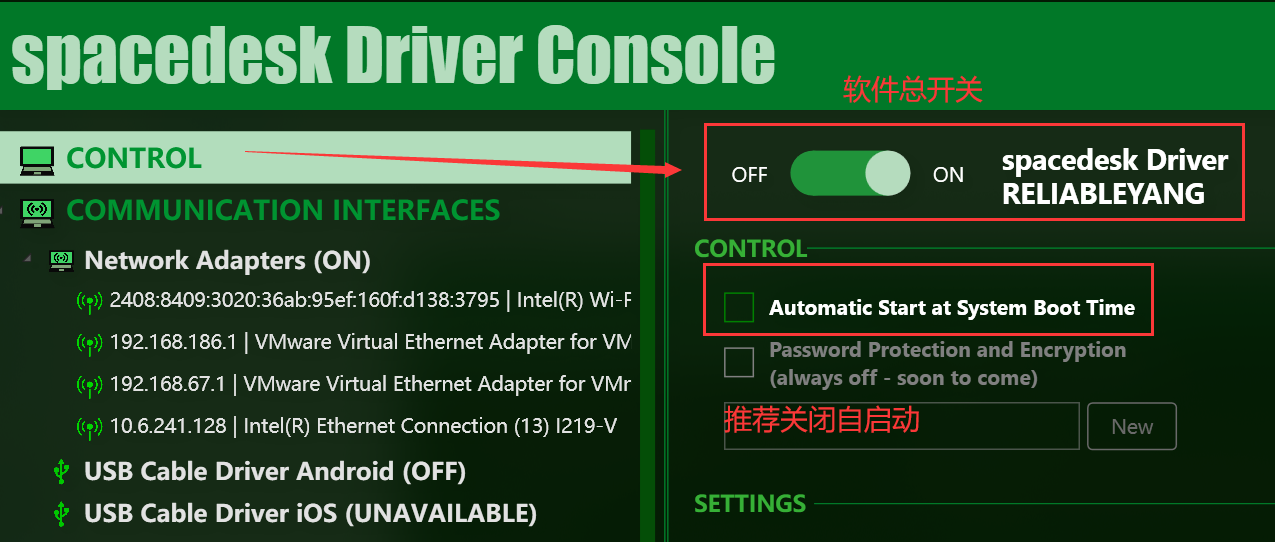 spacedesk Driver Console
软件总开关
CONTROL
COMMUNICATION INTERFACES
Network Adapters (ON)
2408:8409:3020:36ab:95ef:160f:d138:3795 | Intel(R) Wi-F
192.168.186.1 | VMware Virtual Ethernet Adapter for VM
192.168.67.1 | VMware Virtual Ethernet Adapter for VMr
10.6.241.128 | Intel(R) Ethernet Connection (13) I219-V
USB Cable Driver Android (OFF)
USB Cable Driver iOS (UNAVAILABLE)
OFF ON spacedesk Driver
RELIABLEYANG
CONTROL
Automatic Start at System Boot Time
Password Protection and Encryption
(always off - soon to come)
推荐关闭自启动 New
SETTINGS